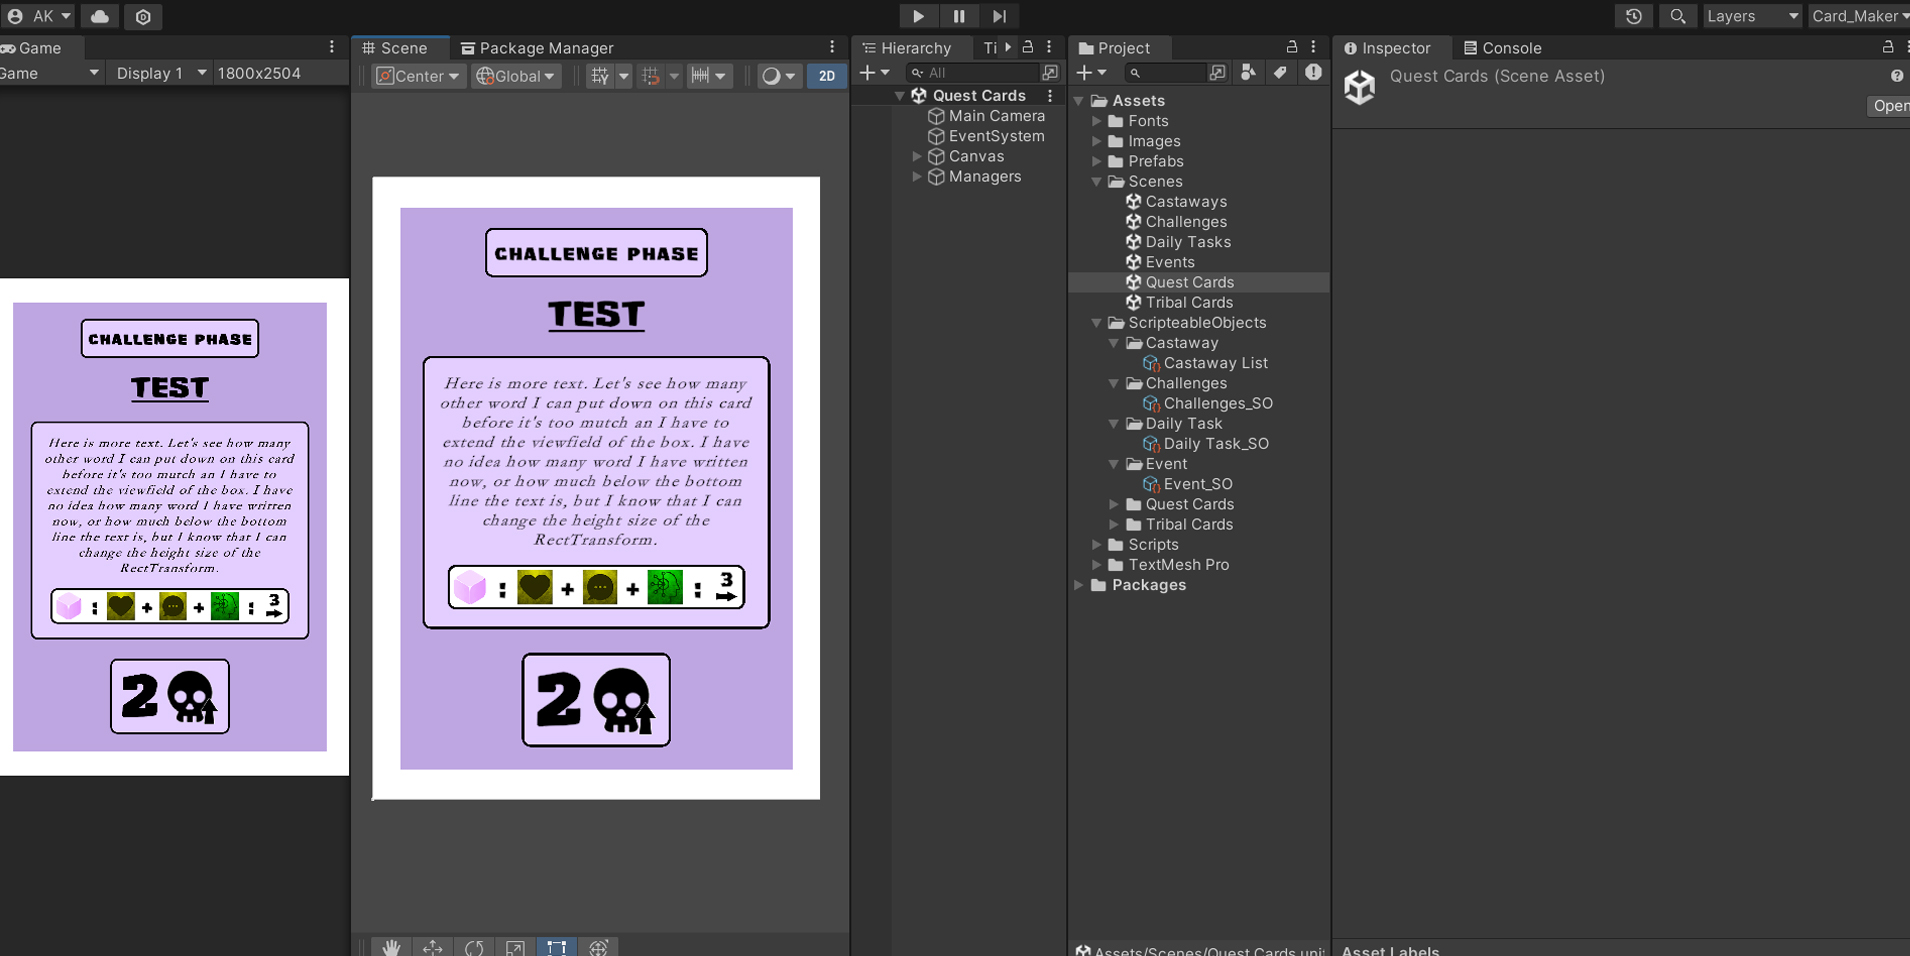 AK
Layers
Card_Maker
Game
Scene
Package Manager
Hierarchy
Ti
Project
Inspector
Console
Game
Display 1
1800x2504
Center
Global
2D
All
Quest Cards (Scene Asset)
Open
CHALLENGE PHASE
TEST
Here is more text. Let's see how many
other word I can put down on this card
before it's too mutch an I have to
extend the viewfield of the box. I have
no idea how many word I have written
now, or how much below the bottom
line the text is, but I know that I can
change the height size of the
RectTransform.
: + + : 3
2
CHALLENGE PHASE
TEST
Here is more text. Let's see how many
other word I can put down on this card
before it's too mutch an I have to
extend the viewfield of the box. I have
no idea how many word I have written
now, or how much below the bottom
line the text is, but I know that I can
change the height size of the
RectTransform.
: + + : 3
2
Quest Cards
Main Camera
EventSystem
Canvas
Managers
Assets
Fonts
Images
Prefabs
Scenes
Castaways
Challenges
Daily Tasks
Events
Quest Cards
Tribal Cards
ScripteableObjects
Castaway
Castaway List
Challenges
Challenges_SO
Daily Task
Daily Task_SO
Event
Event_SO
Quest Cards
Tribal Cards
Scripts
TextMesh Pro
Packages
Assets/Scenes/Quest Cards.unit
Asset Labels